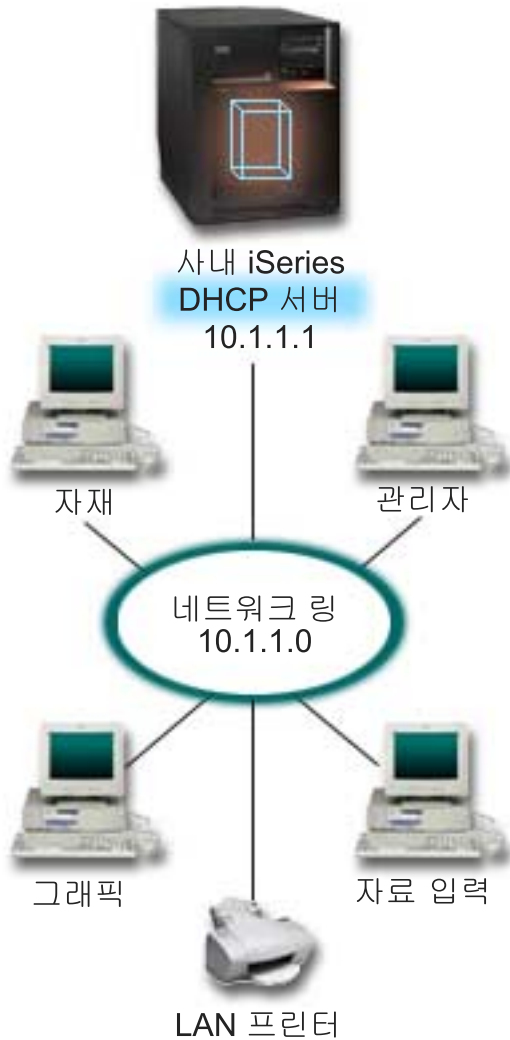 사내 iSeries
DHCP 서버
10.1.1.1
자재
관리자
네트워크 링
10.1.1.0
그래픽
자료 입력
LAN 프린터